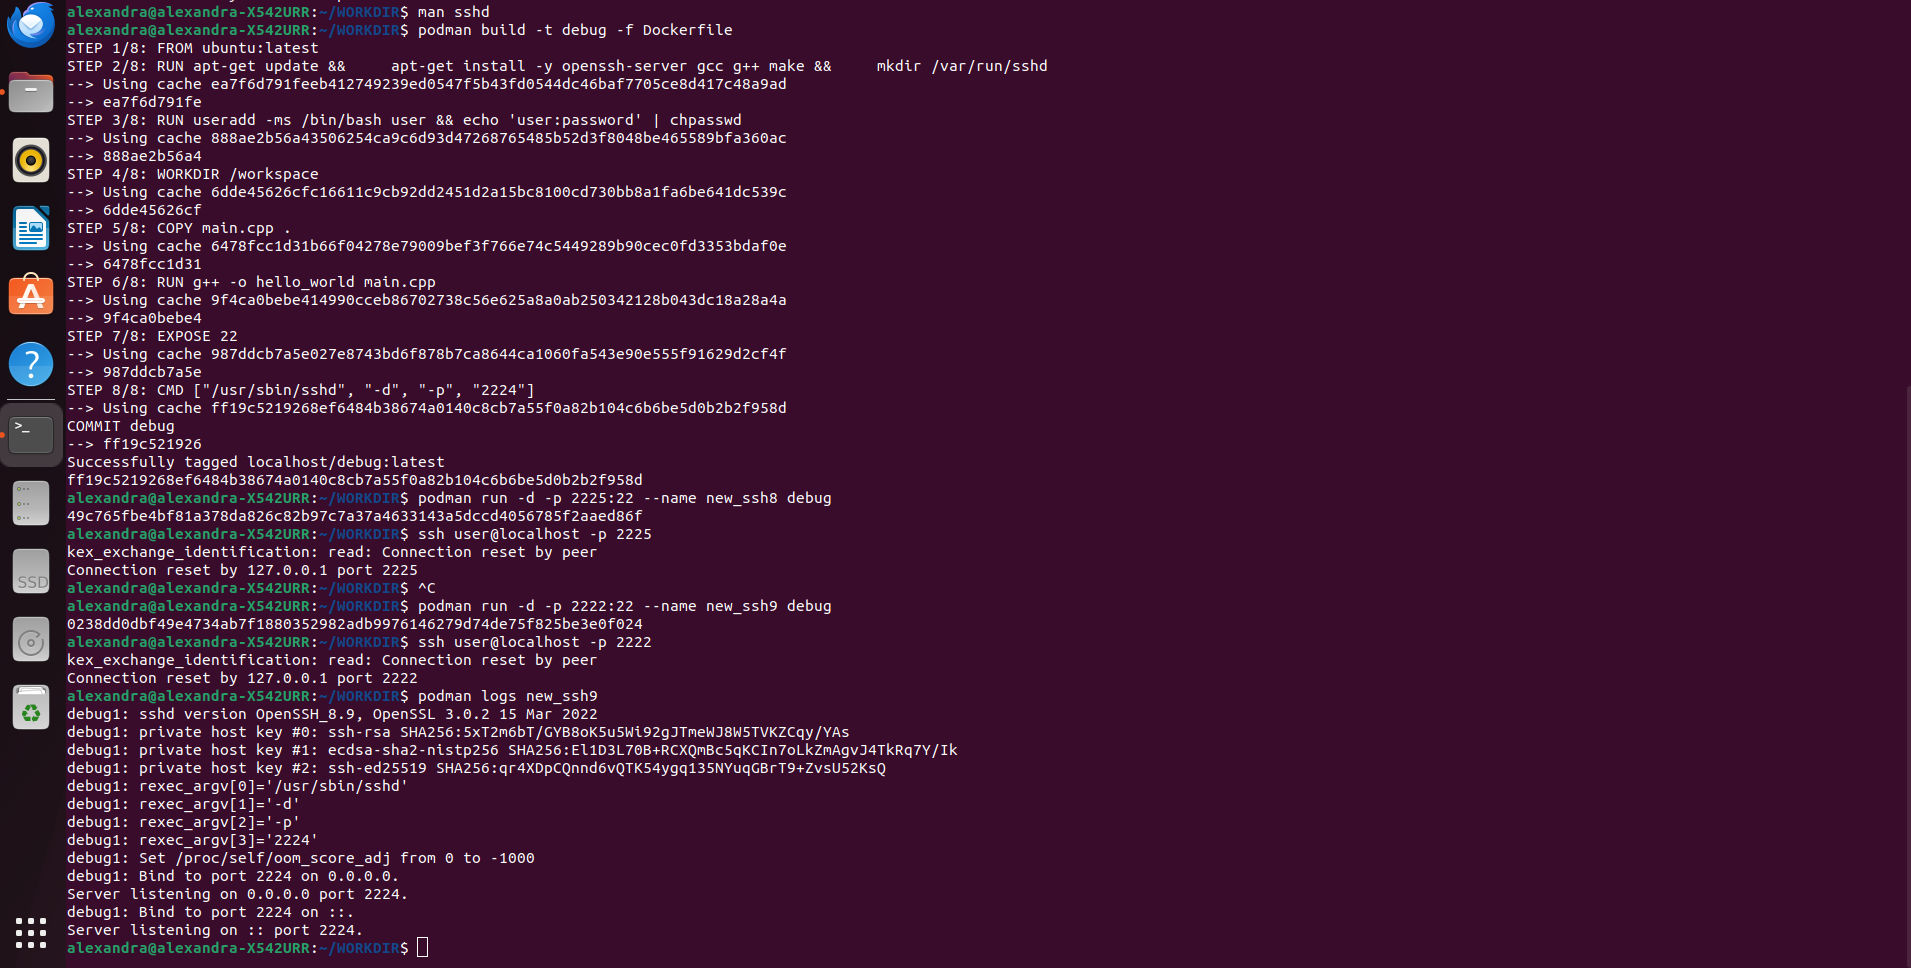 alexandra@alexandra-X542URR:~/WORKDIR$ man sshd
alexandra@alexandra-X542URR:~/WORKDIR$ podman build -t debug -f Dockerfile
STEP 1/8: FROM ubuntu:latest
STEP 2/8: RUN apt-get update &&     apt-get install -y openssh-server gcc g++ make &&     mkdir /var/run/sshd
--> Using cache ea7f6d791feeb412749239ed0547f5b43fd0544dc46baf7705ce8d417c48a9ad
--> ea7f6d791fe
STEP 3/8: RUN useradd -ms /bin/bash user && echo 'user:password' | chpasswd
--> Using cache 888ae2b56a43506254ca9c6d93d47268765485b52d3f8048be465589bfa360ac
--> 888ae2b56a4
STEP 4/8: WORKDIR /workspace
--> Using cache 6dde45626cfc16611c9cb92dd2451d2a15bc8100cd730bb8a1fa6be641dc539c
--> 6dde45626cf
STEP 5/8: COPY main.cpp .
--> Using cache 6478fcc1d31b66f04278e79009bef3f766e74c5449289b90cec0fd3353bdaf0e
--> 6478fcc1d31
STEP 6/8: RUN g++ -o hello_world main.cpp
--> Using cache 9f4ca0bebe414990cceb86702738c56e625a8a0ab250342128b043dc18a28a4a
--> 9f4ca0bebe4
STEP 7/8: EXPOSE 22
--> Using cache 987ddcb7a5e027e8743bd6f878b7ca8644ca1060fa543e90e555f91629d2cf4f
--> 987ddcb7a5e
STEP 8/8: CMD ["/usr/sbin/sshd", "-d", "-p", "2224"]
--> Using cache ff19c5219268ef6484b38674a0140c8cb7a55f0a82b104c6b6be5d0b2b2f958d
COMMIT debug
--> ff19c521926
Successfully tagged localhost/debug:latest
ff19c5219268ef6484b38674a0140c8cb7a55f0a82b104c6b6be5d0b2b2f958d
alexandra@alexandra-X542URR:~/WORKDIR$ podman run -d -p 2225:22 --name new_ssh8 debug
49c765fbe4bf81a378da826c82b97c7a37a4633143a5dccd4056785f2aaed86f
alexandra@alexandra-X542URR:~/WORKDIR$ ssh user@localhost -p 2225
kex_exchange_identification: read: Connection reset by peer
Connection reset by 127.0.0.1 port 2225
alexandra@alexandra-X542URR:~/WORKDIR$ ^C
alexandra@alexandra-X542URR:~/WORKDIR$ podman run -d -p 2222:22 --name new_ssh9 debug
0238dd0dbf49e4734ab7f1880352982adb9976146279d74de75f825be3e0f024
alexandra@alexandra-X542URR:~/WORKDIR$ ssh user@localhost -p 2222
kex_exchange_identification: read: Connection reset by peer
Connection reset by 127.0.0.1 port 2222
alexandra@alexandra-X542URR:~/WORKDIR$ podman logs new_ssh9
debug1: sshd version OpenSSH_8.9, OpenSSL 3.0.2 15 Mar 2022
debug1: private host key #0: ssh-rsa SHA256:5xT2m6bT/GYB8oK5u5Wi92gJTmeWJ8W5TVKZCqy/YAs
debug1: private host key #1: ecdsa-sha2-nistp256 SHA256:El1D3L70B+RCXQmBc5qKCIn7oLkZmAgvJ4TkRq7Y/Ik
debug1: private host key #2: ssh-ed25519 SHA256:qr4XDpCQnnd6vQTK54ygq135NYuqGBrT9+ZvsU52KsQ
debug1: rexec_argv[0]='/usr/sbin/sshd'
debug1: rexec_argv[1]='-d'
debug1: rexec_argv[2]='-p'
debug1: rexec_argv[3]='2224'
debug1: Set /proc/self/oom_score_adj from 0 to -1000
debug1: Bind to port 2224 on 0.0.0.0.
Server listening on 0.0.0.0 port 2224.
debug1: Bind to port 2224 on ::.
Server listening on :: port 2224.
alexandra@alexandra-X542URR:~/WORKDIR$
SSD